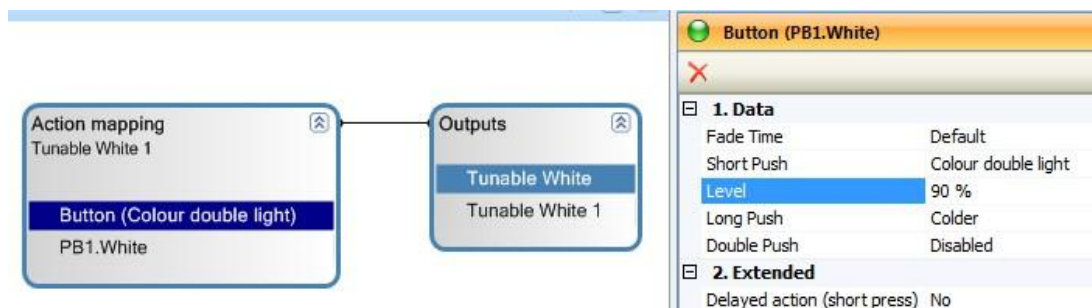 Action mapping
Tunable White 1
Button (Colour double light)
PB1.White
Outputs
Tunable White
Tunable White 1
Button (PB1.White)
1. Data
Fade Time Default
Short Push Colour double light
Level 90 %
Long Push Colder
Double Push Disabled
2. Extended
Delayed action (short press) No